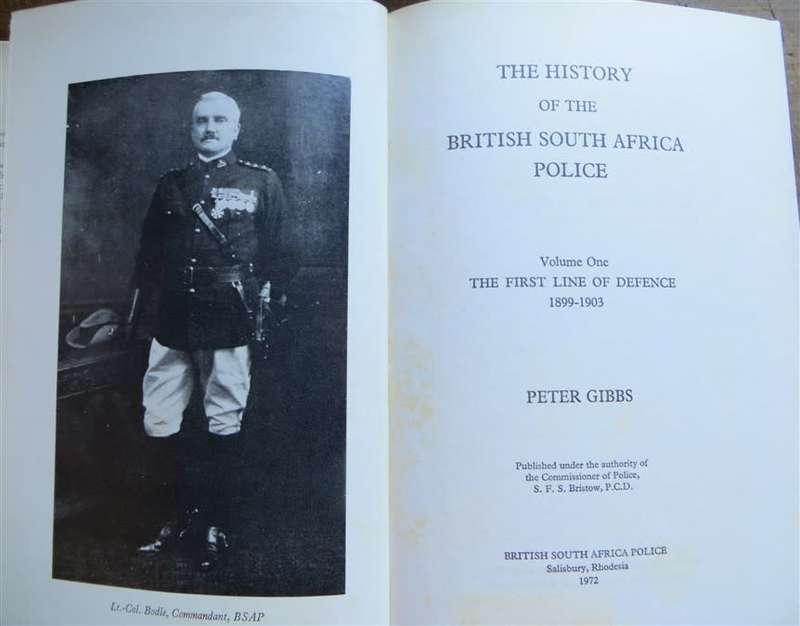 Lt.-Col. Bodle, Commandant, BSAP
THE HISTORY
OF THE
BRITISH SOUTH AFRICA
POLICE
Volume One
THE FIRST LINE OF DEFENCE
1899-1903
PETER GIBBS
Published under the authority of
the Commissioner of Police,
S. F. S. Bristow, P.C.D.
BRITISH SOUTH AFRICA POLICE
Salisbury, Rhodesia
1972